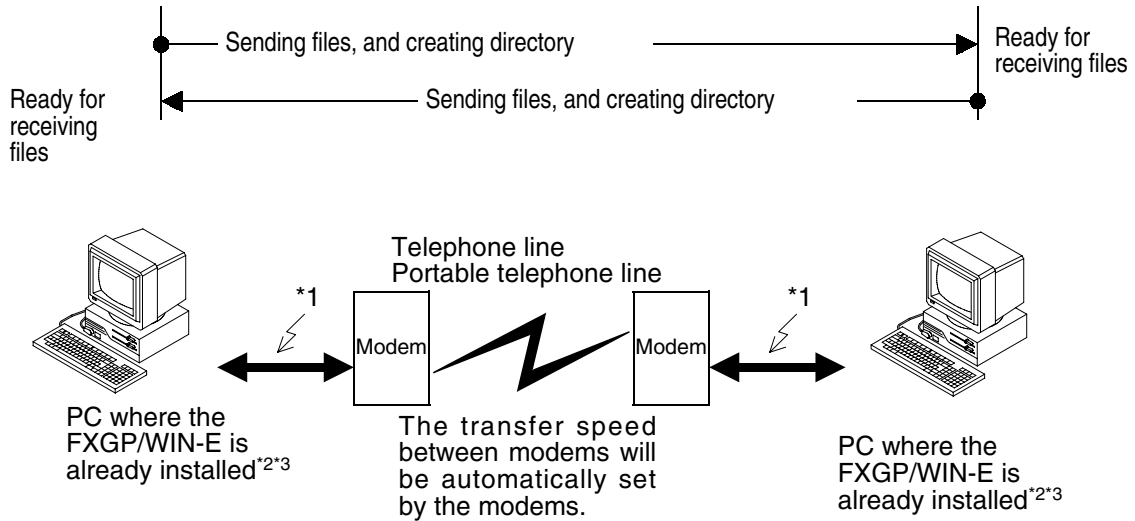 Sending files, and creating directory
Ready for
receiving files
Ready for
receiving
files
Sending files, and creating directory
Telephone line
Portable telephone line
*1
*1
Modem
Modem
PC where the
FXGP/WIN-E is
already installed*2*3
The transfer speed
between modems will
be automatically set
by the modems.
PC where the
FXGP/WIN-E is
already installed*2*3